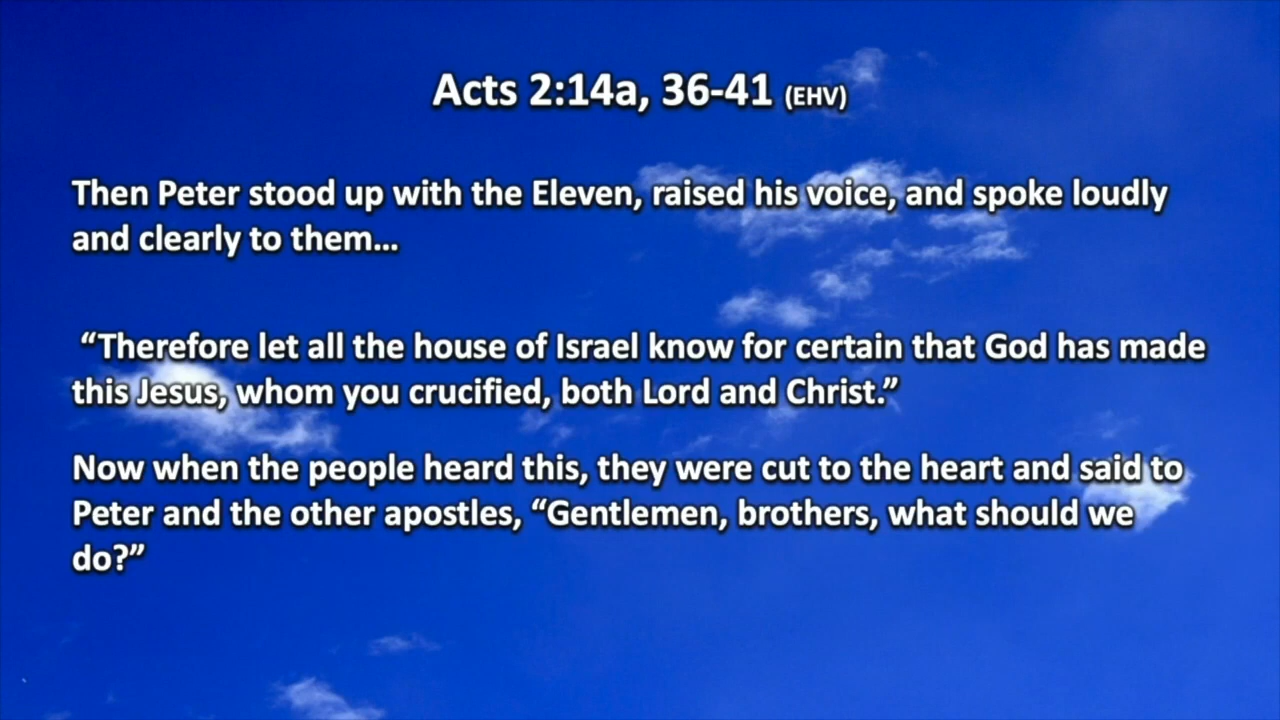 Acts 2:14a, 36-41 (EHV)
Then Peter stood up with the Eleven, raised his voice, and spoke loudly
and clearly to them...
“Therefore let all the house of Israel know for certain that God has made
this Jesus, whom you crucified, both Lord and Christ.”
Now when the people heard this, they were cut to the heart and said to
Peter and the other apostles, “Gentlemen, brothers, what should we
do?”